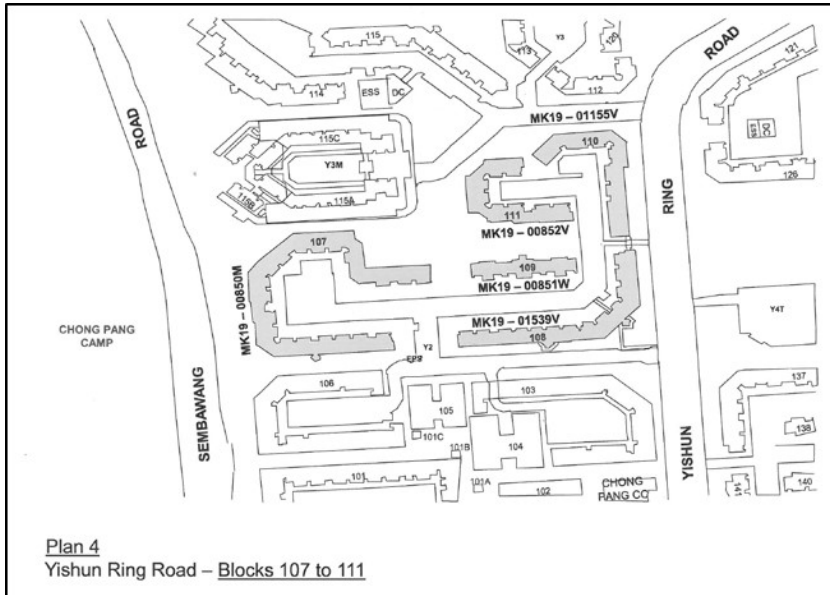 115
113
Y3
120
ROAD
121
ESS
DC
114
112
MK19 – 01155V
ROAD
115C
110
DC
ESS
Y3M
126
115B
115A
111
RING
107
MK19 – 00852V
109
MK19 – 00850M
MK19 – 00851W
CHONG PANG
CAMP
MK19 – 01539V
Y4T
108
Y2
EPS
106
103
137
105
SEMBAWANG
101C
104
138
101B
YISHUN
101
101A
102
CHONG
PANG CC
141
140
Plan 4
Yishun Ring Road – Blocks 107 to 111